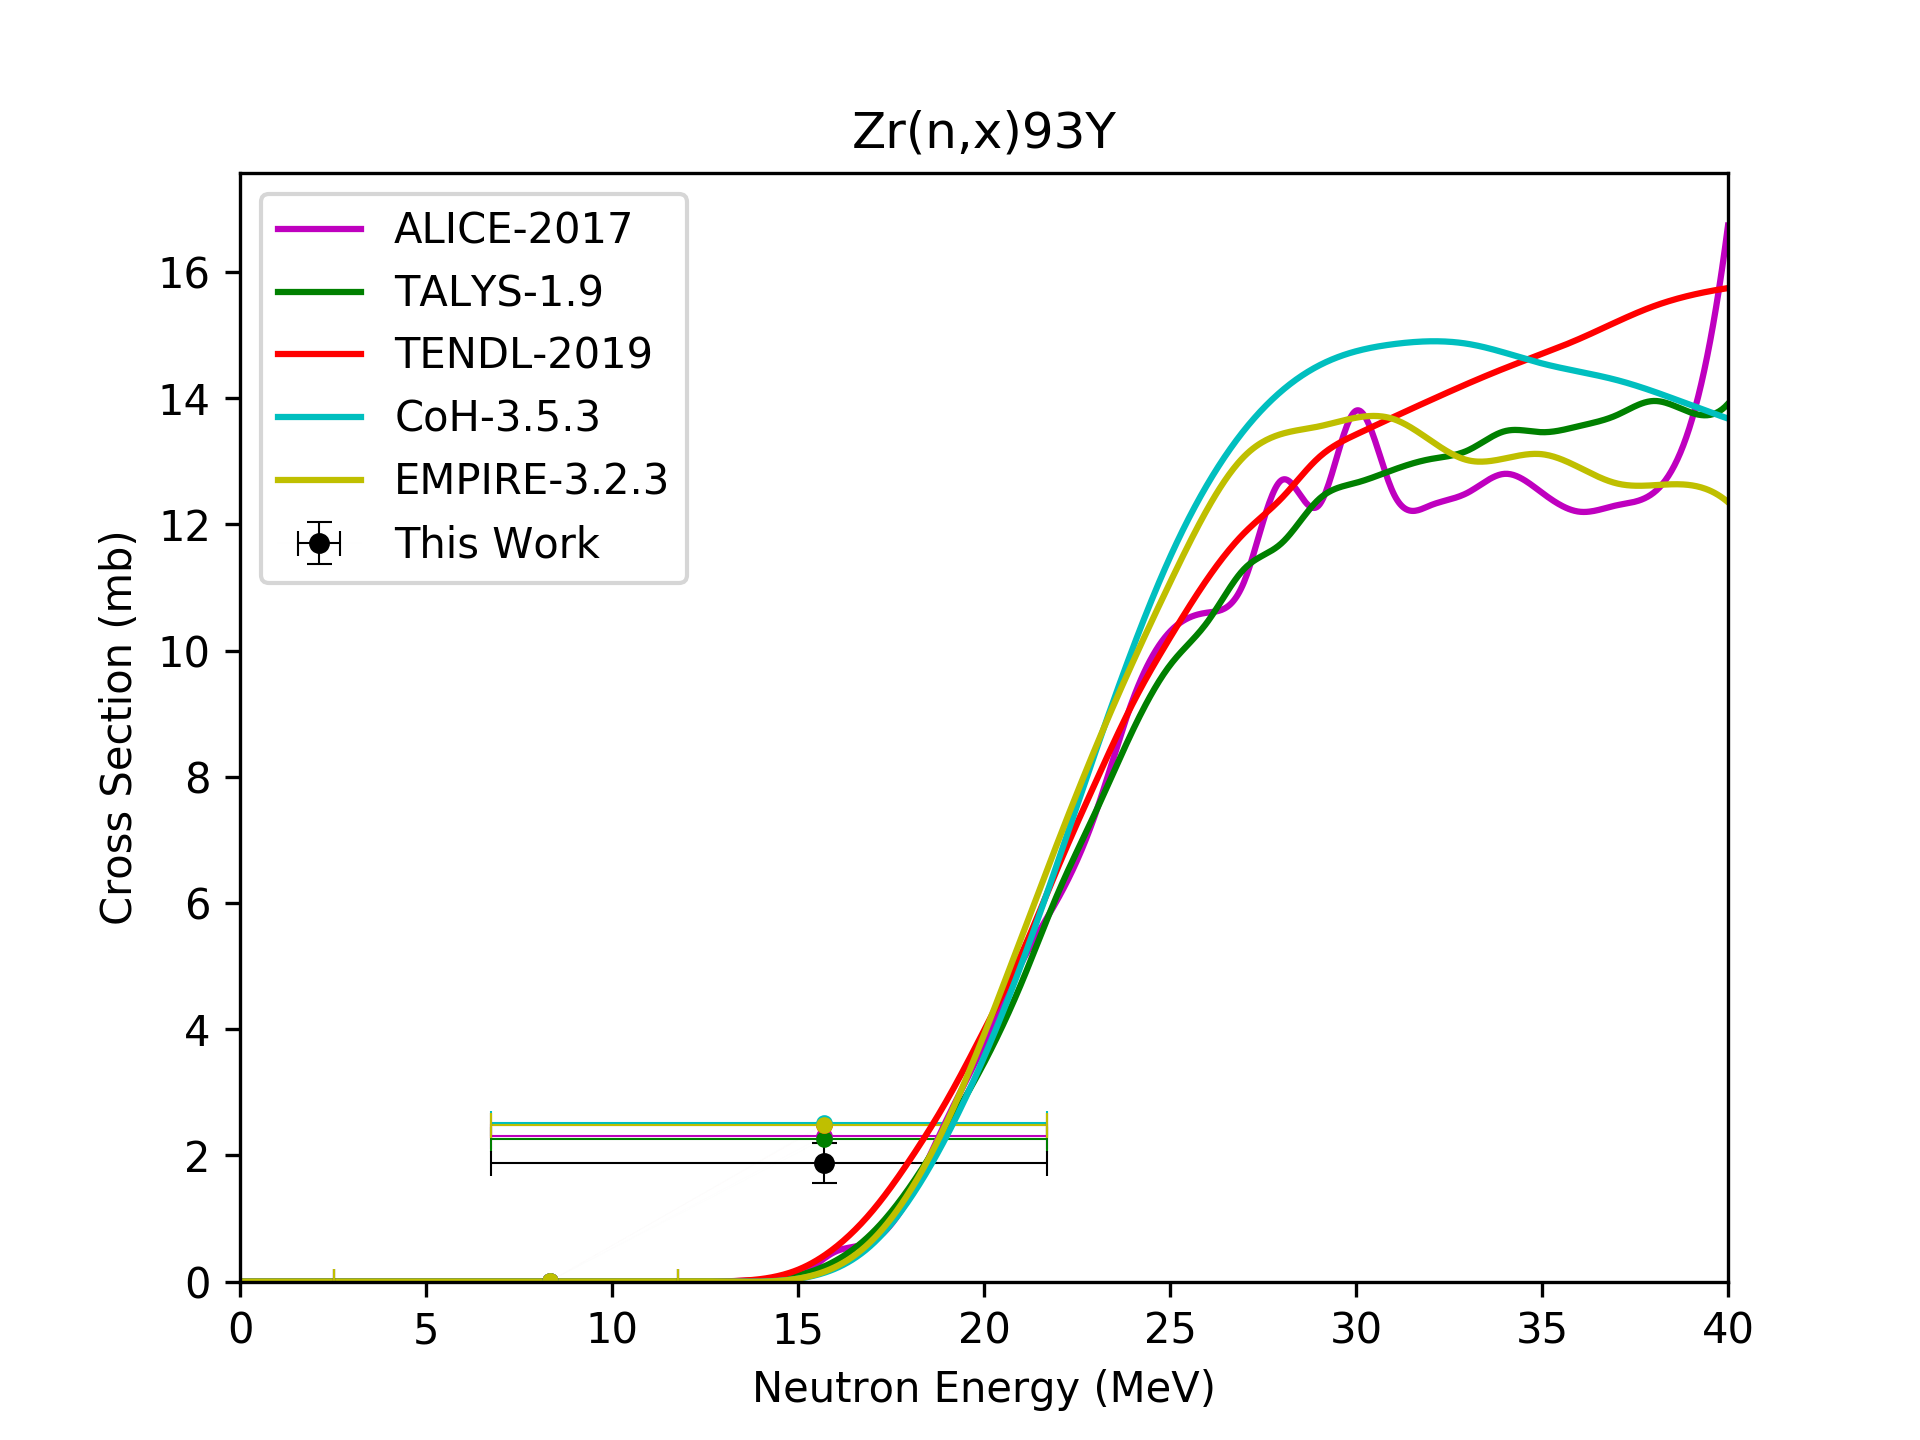 Zr(n,x)93Y
ALICE-2017
TALYS-1.9
TENDL-2019
CoH-3.5.3
EMPIRE-3.2.3
This Work
Cross Section (mb)
16
14
12
10
8
6
4
2
0
0 5 10 15 20 25 30 35 40
Neutron Energy (MeV)